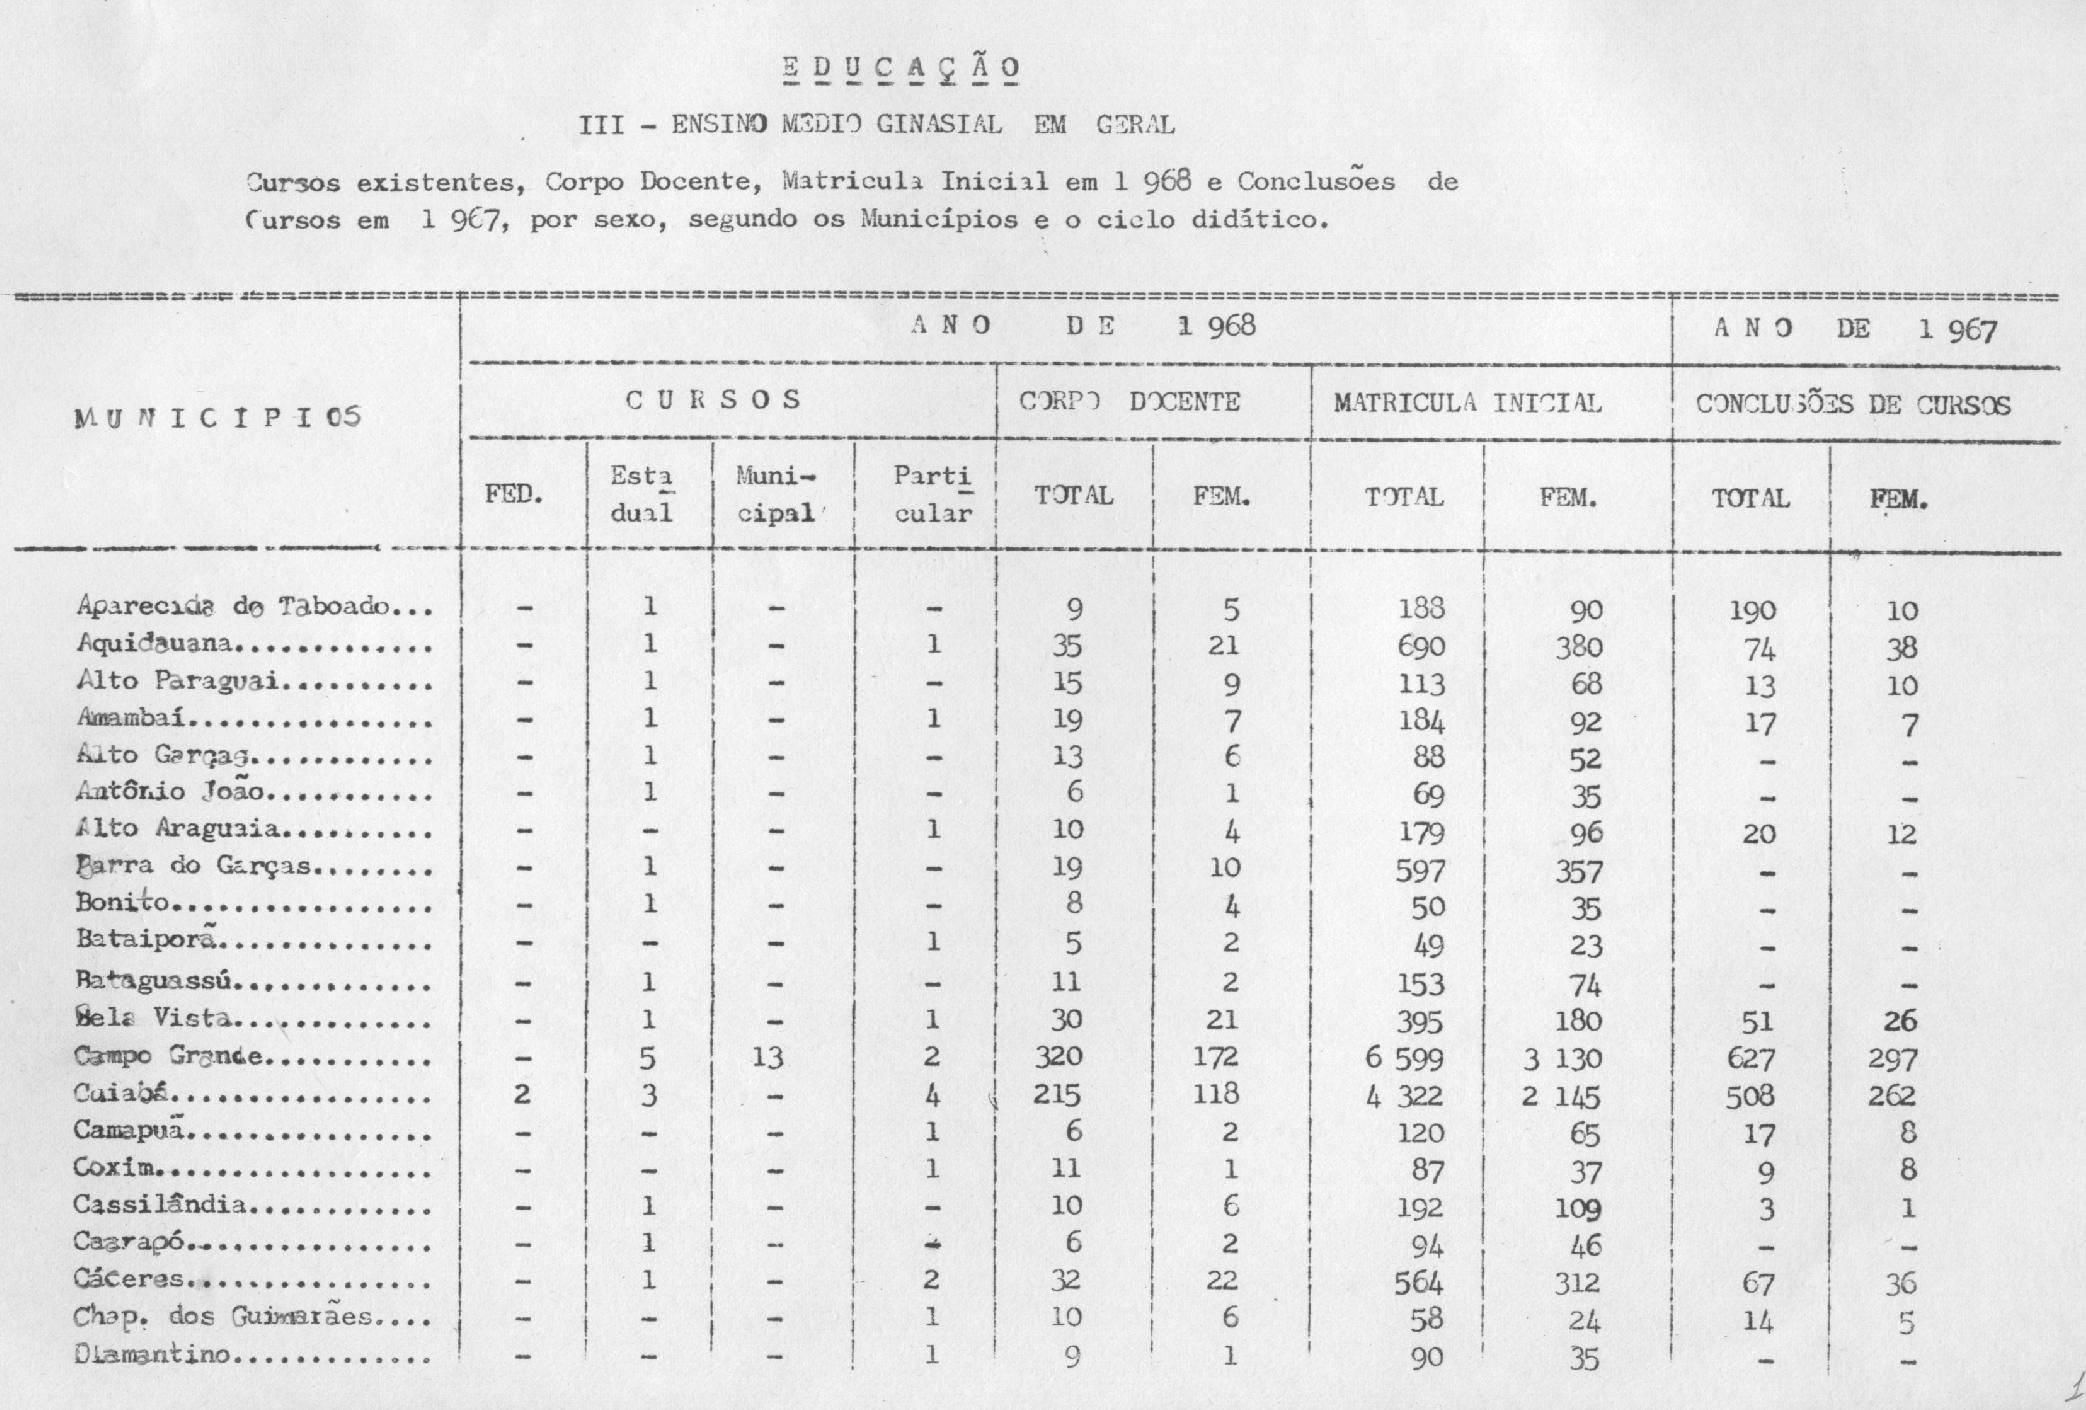 E D U C A Ç Ã O
III - ENSINO MEDIO GINASIAL EM GERAL
Cursos existentes, Corpo Docente, Matricula Inicial em 1 968 e Conclusões de
Cursos em 1 967, por sexo, segundo os Municípios e o ciclo didático.
A N O D E 1 968 A N O DE 1 967
M U N I C I P I OS C U R S O S CORPO DOCENTE MATRICULA INICIAL CONCLUSÕES DE CURSOS
FED. Esta Muni- Parti TOTAL FEM. TOTAL FEM. TOTAL FEM.
dual cipal cular
Aparecida do Taboado... - 1 - - 9 5 188 90 190 10
Aquidauana............. - 1 - 1 35 21 690 380 74 38
Alto Paraguai.......... - 1 - - 15 9 113 68 13 10
Amambaí................ - 1 - 1 19 7 184 92 17 7
Alto Garças............ - 1 - - 13 6 88 52 - -
Antônio João........... - 1 - - 6 1 69 35 - -
Alto Araguaia.......... - - - 1 10 4 179 96 20 12
Barra do Garças........ - 1 - - 19 10 597 357 - -
Bonito................. - 1 - - 8 4 50 35 - -
Bataiporã.............. - - - 1 5 2 49 23 - -
Bataguassú............. - 1 - - 11 2 153 74 - -
Bela Vista............. - 1 - 1 30 21 395 180 51 26
Campo Grande........... - 5 13 2 320 172 6 599 3 130 627 297
Cuiabá................. 2 3 - 4 215 118 4 322 2 145 508 262
Camapuã................ - - - 1 6 2 120 65 17 8
Coxim.................. - - - 1 11 1 87 37 9 8
Cassilândia............ - 1 - - 10 6 192 109 3 1
Caarapó................ - 1 - - 6 2 94 46 - -
Cáceres................ - 1 - 2 32 22 564 312 67 36
Chap. dos Guimarães.... - - - 1 10 6 58 24 14 5
Diamantino............. - - - 1 9 1 90 35 - -
1